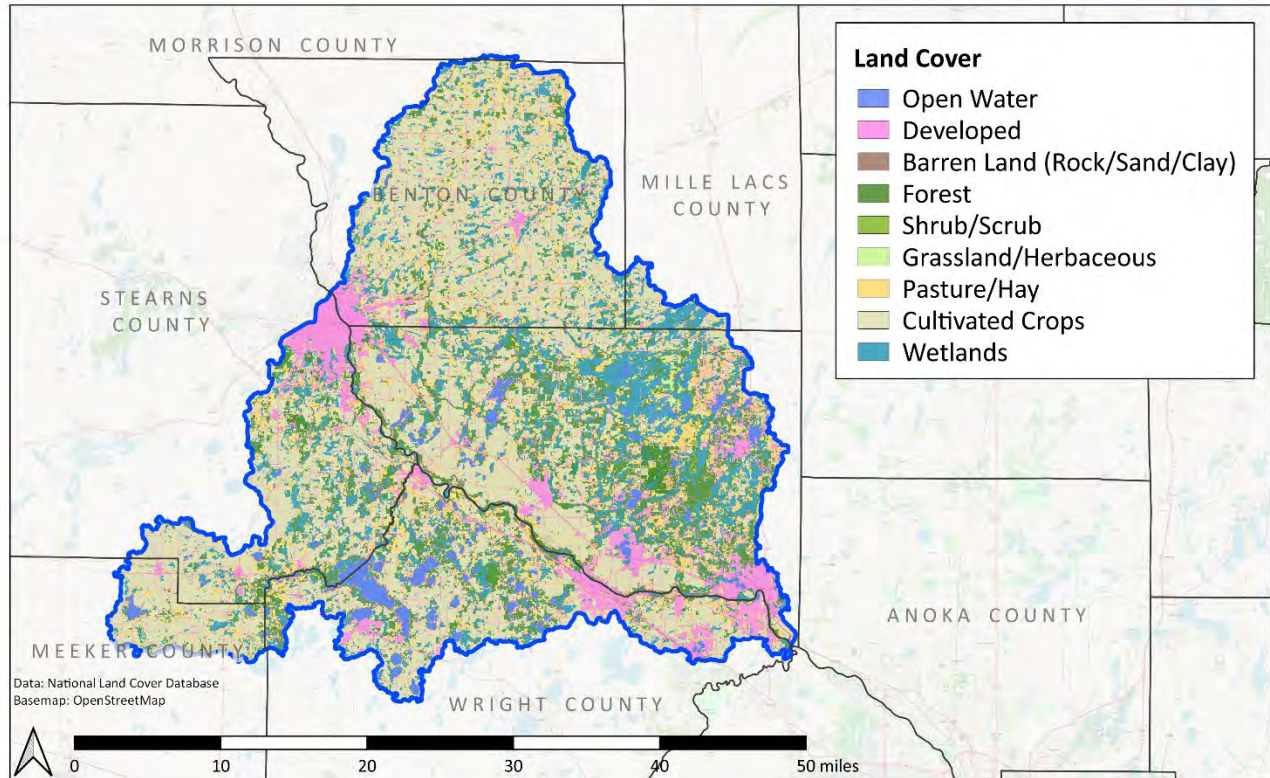 MORRISON COUNTY
BENTON COUNTY
MILLE LACS
COUNTY
STEARNS
COUNTY
Land Cover
Open Water
Developed
Barren Land (Rock/Sand/Clay)
Forest
Shrub/Scrub
Grassland/Herbaceous
Pasture/Hay
Cultivated Crops
Wetlands
ANOKA COUNTY
MEEKER COUNTY
WRIGHT COUNTY
Data: National Land Cover Database
Basemap: OpenStreetMap
0 10 20 30 40 50 miles